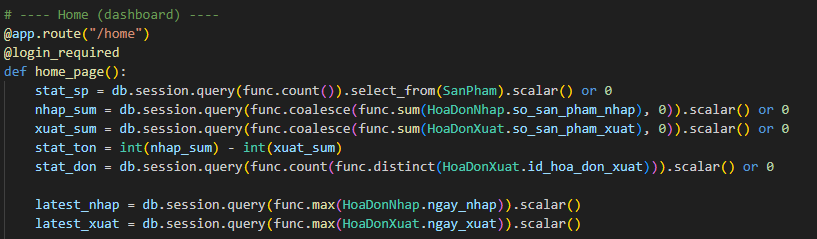 # ---- Home (dashboard) ----
@app.route("/home")
@login_required
def home_page():
    stat_sp = db.session.query(func.count()).select_from(SanPham).scalar() or 0
    nhap_sum = db.session.query(func.coalesce(func.sum(HoaDonNhap.so_san_pham_nhap), 0)).scalar() or 0
    xuat_sum = db.session.query(func.coalesce(func.sum(HoaDonXuat.so_san_pham_xuat), 0)).scalar() or 0
    stat_ton = int(nhap_sum) - int(xuat_sum)
    stat_don = db.session.query(func.count(func.distinct(HoaDonXuat.id_hoa_don_xuat))).scalar() or 0

    latest_nhap = db.session.query(func.max(HoaDonNhap.ngay_nhap)).scalar()
    latest_xuat = db.session.query(func.max(HoaDonXuat.ngay_xuat)).scalar()